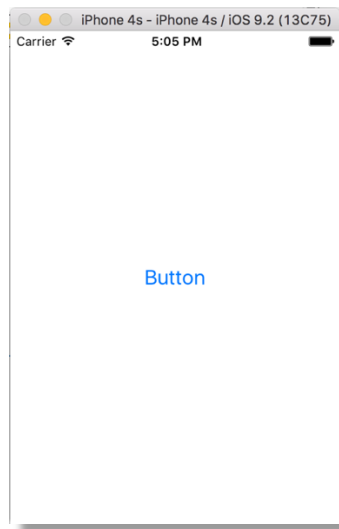 iPhone 4s - iPhone 4s / iOS 9.2 (13C75)
Carrier 5:05 PM
Button